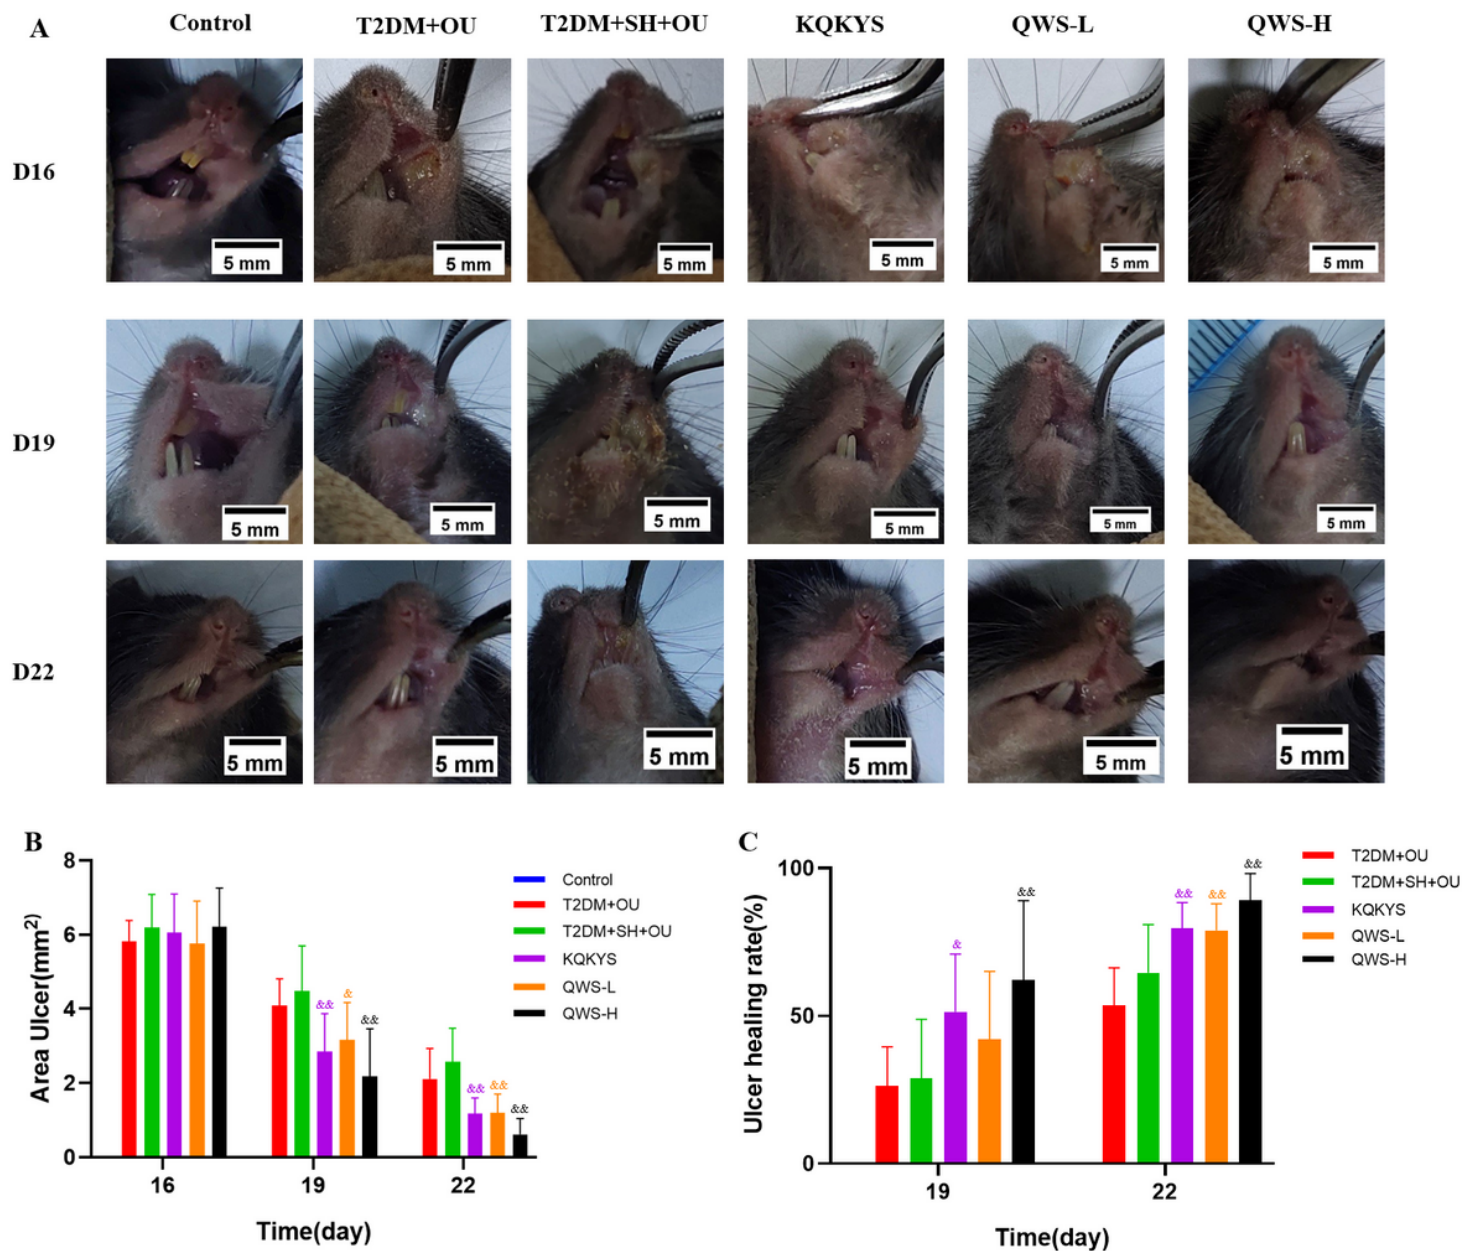 A
Control
T2DM+OU
T2DM+SH+OU
KQKYS
QWS-L
QWS-H
D16
5 mm
5 mm
5 mm
5 mm
5 mm
5 mm
D19
5 mm
5 mm
5 mm
5 mm
5 mm
5 mm
D22
5 mm
5 mm
5 mm
5 mm
5 mm
5 mm
B
Area Ulcer(mm²)
8
6
4
2
0
&&
&
&&
&&
&&
&&
16
19
22
Time(day)
Control
T2DM+OU
T2DM+SH+OU
KQKYS
QWS-L
QWS-H
C
Ulcer healing rate(%)
100
50
0
&
&&
&&
&&
&&
19
22
Time(day)
T2DM+OU
T2DM+SH+OU
KQKYS
QWS-L
QWS-H